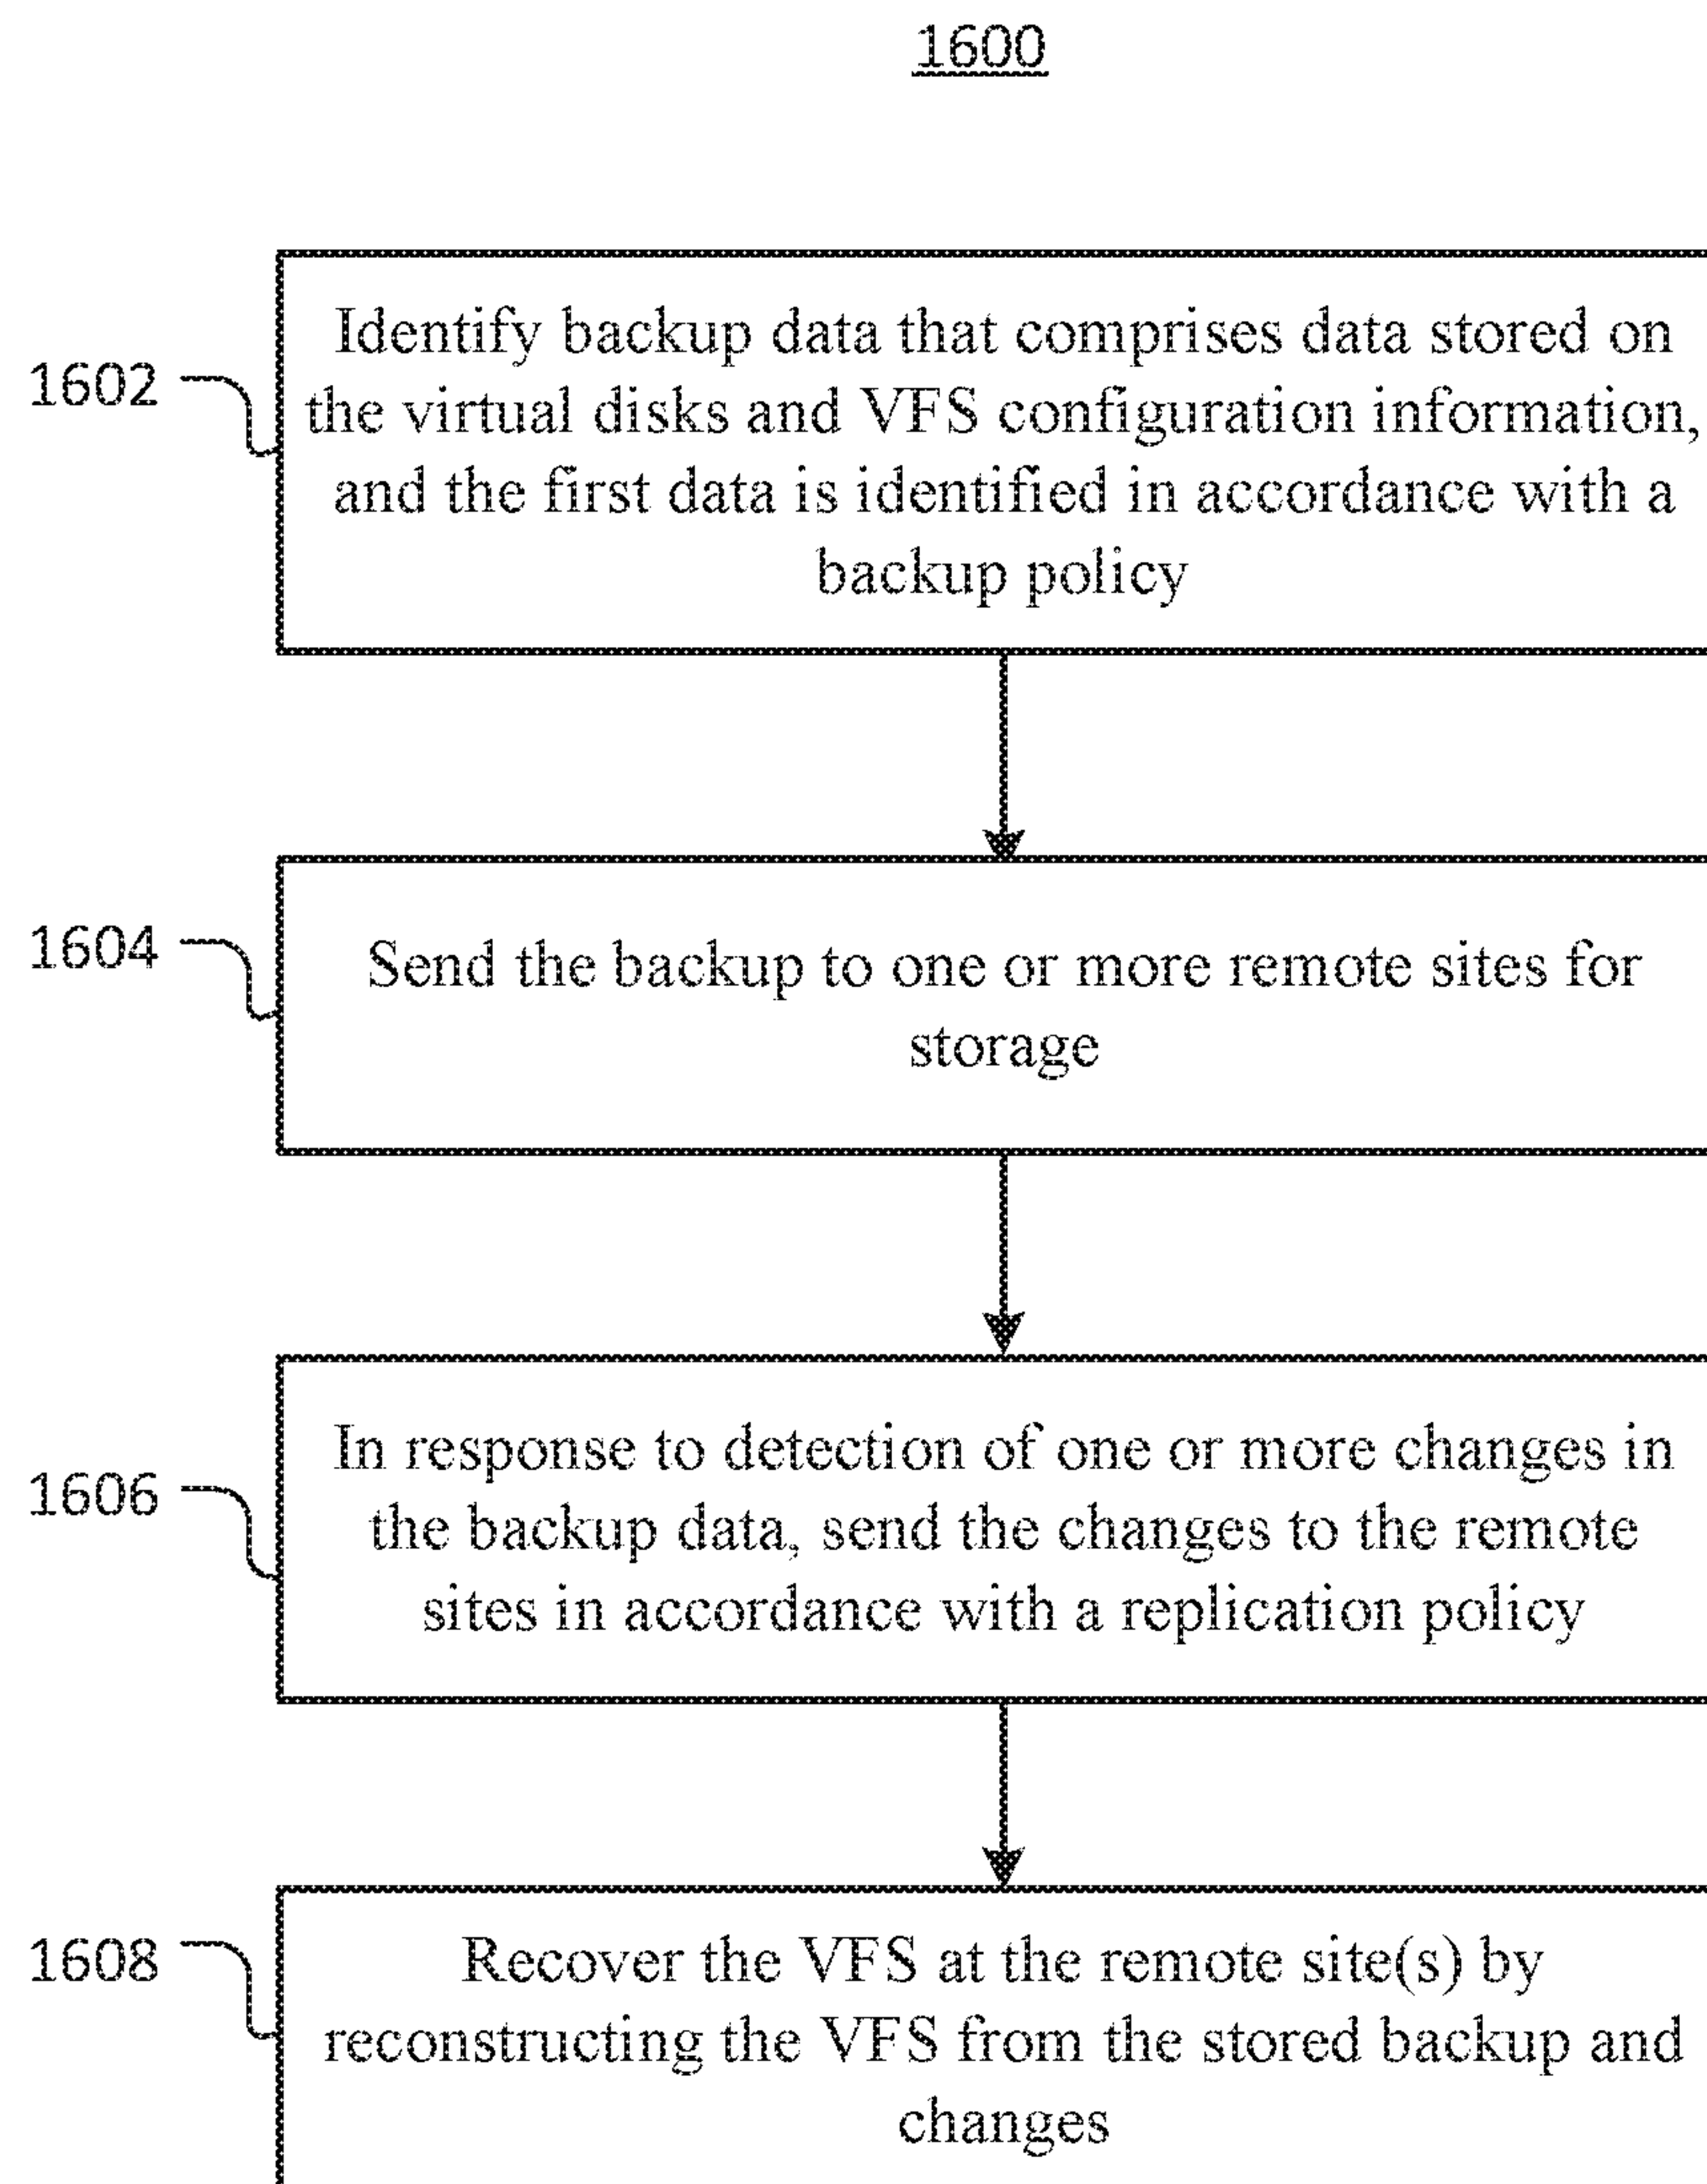 1600
1602
Identify backup data that comprises data stored on
the virtual disks and VFS configuration information,
and the first data is identified in accordance with a
backup policy
1604
Send the backup to one or more remote sites for
storage
1606
In response to detection of one or more changes in
the backup data, send the changes to the remote
sites in accordance with a replication policy
1608
Recover the VFS at the remote site(s) by
reconstructing the VFS from the stored backup and
changes